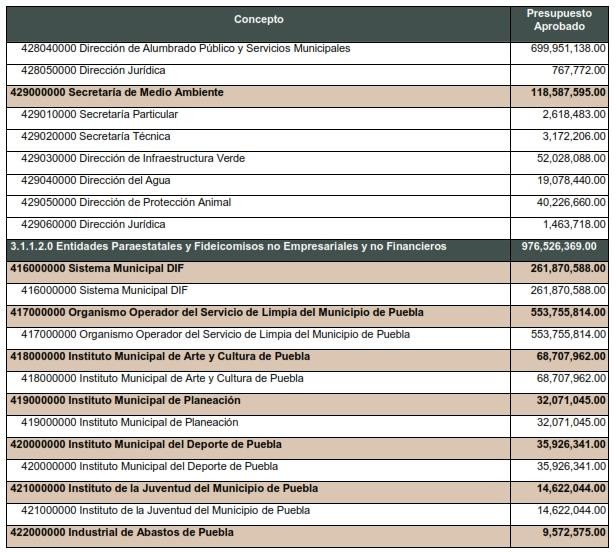 Concepto Presupuesto Aprobado
428040000 Dirección de Alumbrado Público y Servicios Municipales 699,951,138.00
428050000 Dirección Jurídica 767,772.00
429000000 Secretaría de Medio Ambiente 118,587,595.00
429010000 Secretaría Particular 2,618,483.00
429020000 Secretaría Técnica 3,172,206.00
429030000 Dirección de Infraestructura Verde 52,028,088.00
429040000 Dirección del Agua 19,078,440.00
429050000 Dirección de Protección Animal 40,226,660.00
429060000 Dirección Jurídica 1,463,718.00
3.1.1.2.0 Entidades Paraestatales y Fideicomisos no Empresariales y no Financieros 976,526,369.00
416000000 Sistema Municipal DIF 261,870,588.00
416000000 Sistema Municipal DIF 261,870,588.00
417000000 Organismo Operador del Servicio de Limpia del Municipio de Puebla 553,755,814.00
417000000 Organismo Operador del Servicio de Limpia del Municipio de Puebla 553,755,814.00
418000000 Instituto Municipal de Arte y Cultura de Puebla 68,707,962.00
418000000 Instituto Municipal de Arte y Cultura de Puebla 68,707,962.00
419000000 Instituto Municipal de Planeación 32,071,045.00
419000000 Instituto Municipal de Planeación 32,071,045.00
420000000 Instituto Municipal del Deporte de Puebla 35,926,341.00
420000000 Instituto Municipal del Deporte de Puebla 35,926,341.00
421000000 Instituto de la Juventud del Municipio de Puebla 14,622,044.00
421000000 Instituto de la Juventud del Municipio de Puebla 14,622,044.00
422000000 Industrial de Abastos de Puebla 9,572,575.00